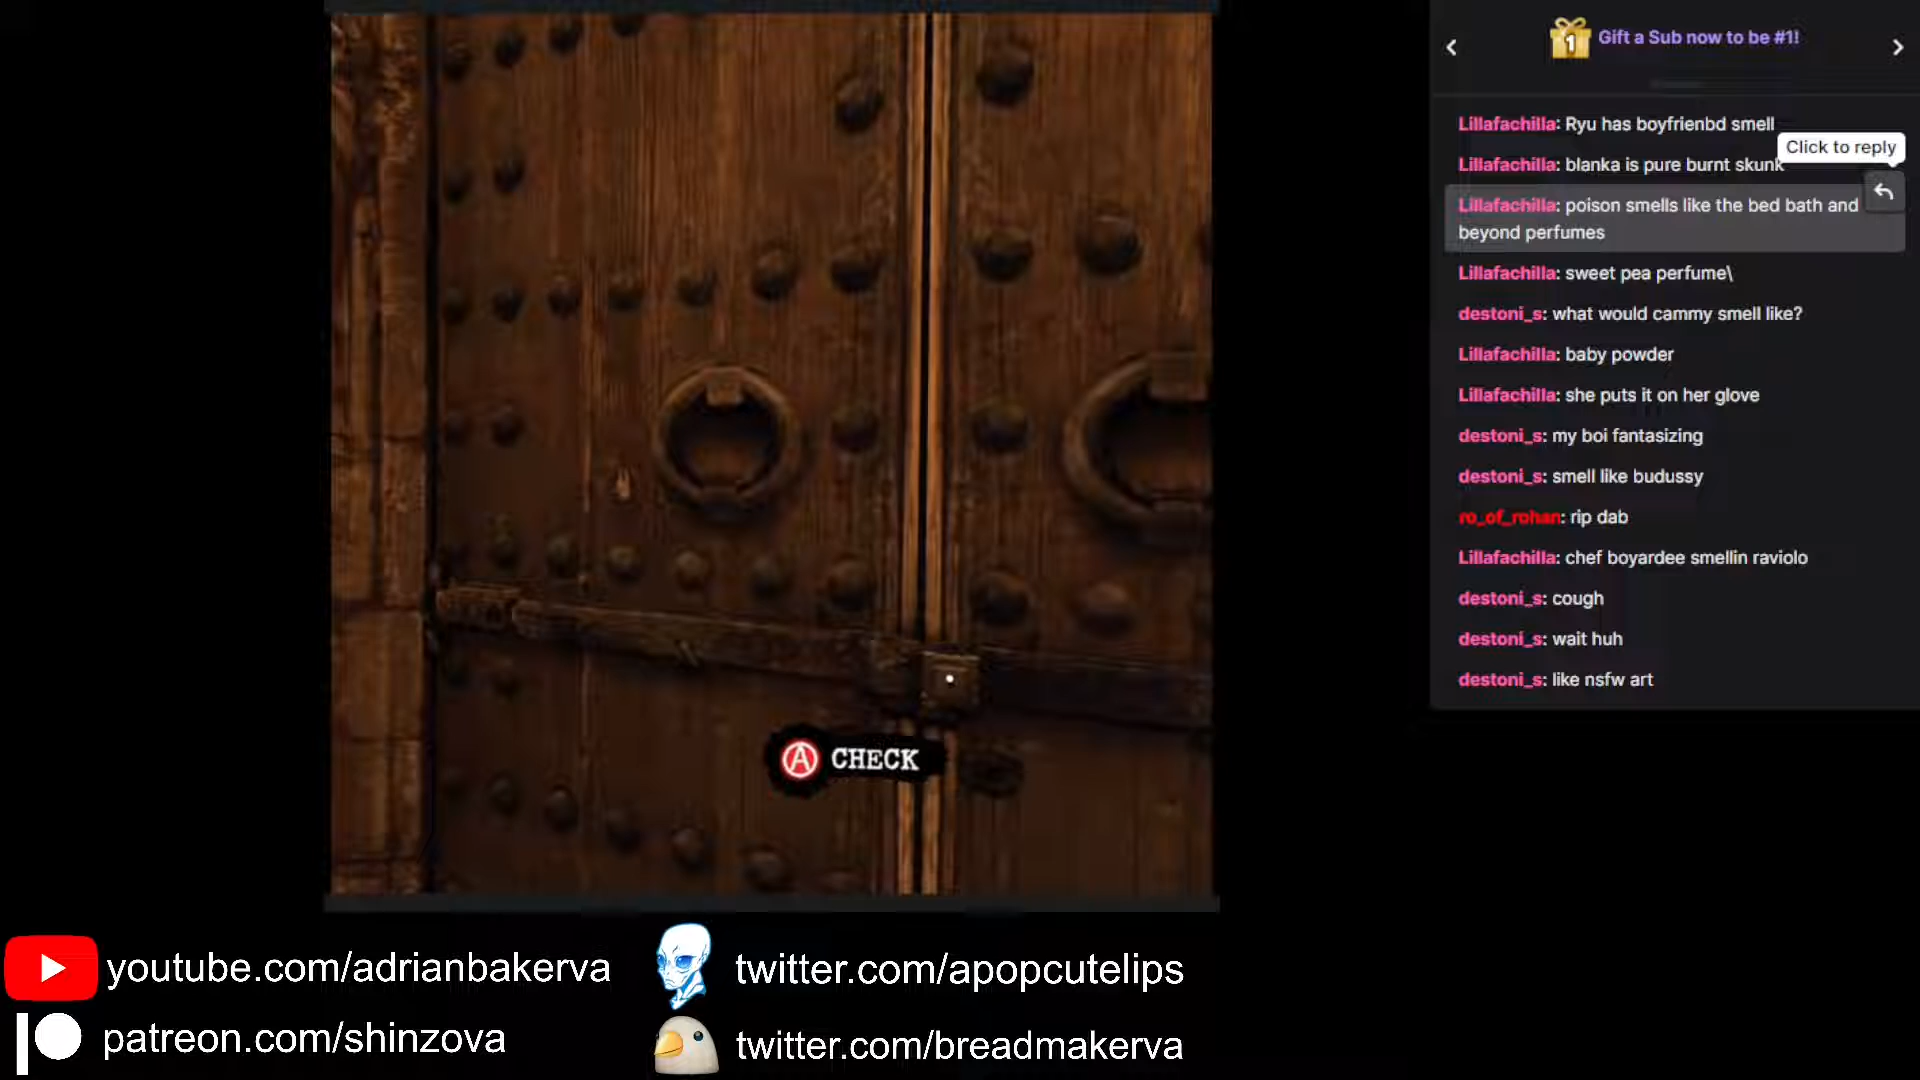 1
Gift a Sub now to be #1!
Lillafachilla: Ryu has boyfrienbd smell
Click to reply
Lillafachilla: blanka is pure burnt skunk
Lillafachilla: poison smells like the bed bath and
beyond perfumes
Lillafachilla: sweet pea perfume\
destoni_s: what would cammy smell like?
Lillafachilla: baby powder
Lillafachilla: she puts it on her glove
destoni_s: my boi fantasizing
destoni_s: smell like budussy
ro_of_rohan: rip dab
Lillafachilla: chef boyardee smellin raviolo
destoni_s: cough
destoni_s: wait huh
destoni_s: like nsfw art
A CHECK
youtube.com/adrianbakerva
twitter.com/apopcutelips
patreon.com/shinzova
twitter.com/breadmakerva